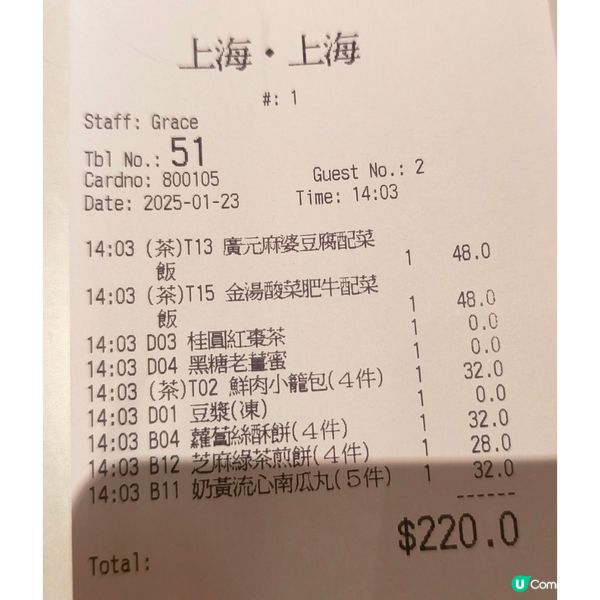 上海・上海
#: 1
Staff: Grace
Tbl No.: 51
Cardno: 800105 Guest No.: 2
Date: 2025-01-23 Time: 14:03
14:03 (茶)T13 廣元麻婆豆腐配菜飯 1 48.0
14:03 (茶)T15 金湯酸菜肥牛配菜飯 1 48.0
14:03 D03 桂圓紅棗茶 1 0.0
14:03 D04 黑糖老薑蜜 1 0.0
14:03 (茶)T02 鮮肉小籠包(4件) 1 32.0
14:03 D01 豆漿(凍) 1 0.0
14:03 B04 蘿蔔絲酥餅(4件) 1 32.0
14:03 B12 芝麻綠茶煎餅(4件) 1 28.0
14:03 B11 奶黃流心南瓜丸(5件) 1 32.0
------
Total: $220.0
U Com